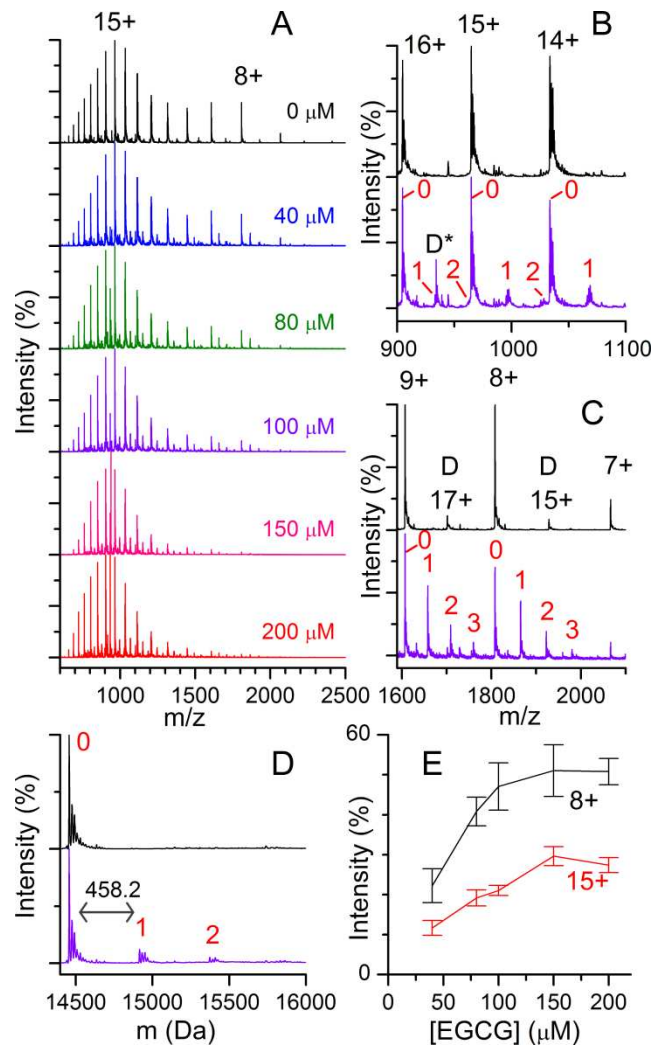 A
15+
8+
0 μM
40 μM
80 μM
100 μM
150 μM
200 μM
Intensity (%)
1000 1500 2000 2500
m/z
B
16+ 15+ 14+
0 0 0
D*
1 2 1 2 1
Intensity (%)
900 1000 1100
C
9+ 8+
D D
17+ 15+ 7+
0 0
1 1
2 3 2 3
Intensity (%)
1600 1800 2000
m/z
D
0
458.2
1 2
Intensity (%)
14500 15000 15500 16000
m (Da)
E
60
8+
15+
0
Intensity (%)
0 50 100 150 200
[EGCG] (μM)